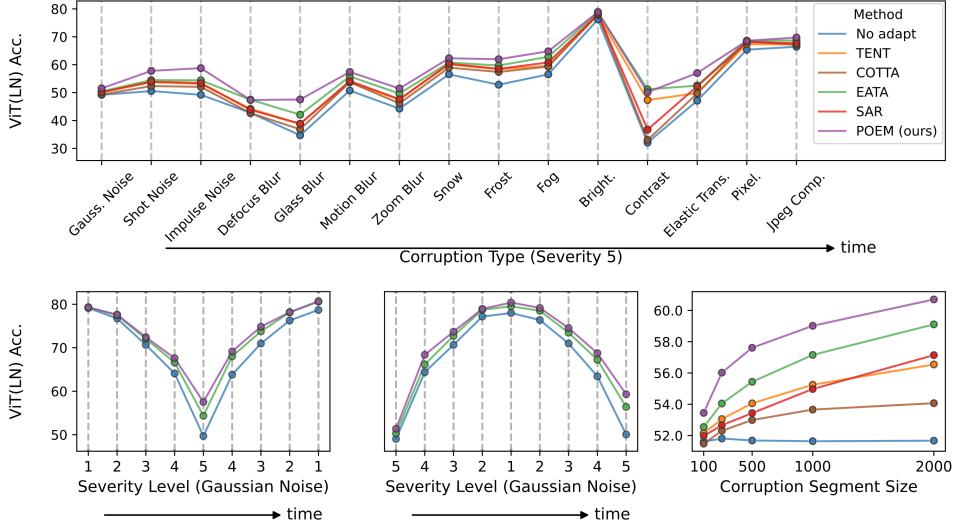 80
70
60
50
40
30
ViT(LN) Acc.
Method
No adapt
TENT
COTTA
EATA
SAR
POEM (ours)
Gauss. Noise
Shot Noise
Impulse Noise
Defocus Blur
Glass Blur
Motion Blur
Zoom Blur
Snow
Frost
Fog
Bright.
Contrast
Elastic Trans.
Pixel.
Jpeg Comp.
time
Corruption Type (Severity 5)
80
70
60
50
ViT(LN) Acc.
1 2 3 4 5 4 3 2 1
Severity Level (Gaussian Noise)
time
5 4 3 2 1 2 3 4 5
Severity Level (Gaussian Noise)
time
60.0
58.0
56.0
54.0
52.0
100 500 1000 2000
Corruption Segment Size